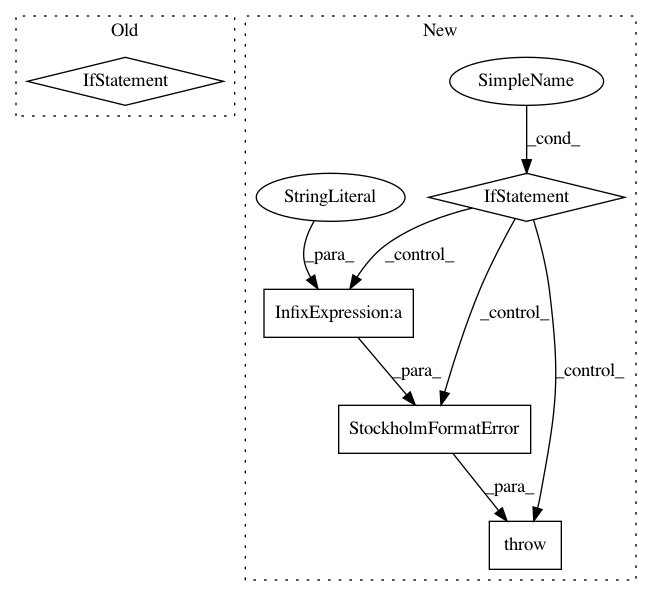 Old
New
IfStatement
SimpleName
_cond_
StringLiteral
IfStatement
_para_
_control_
InfixExpression:a
_control_
_para_
_control_
StockholmFormatError
_para_
throw